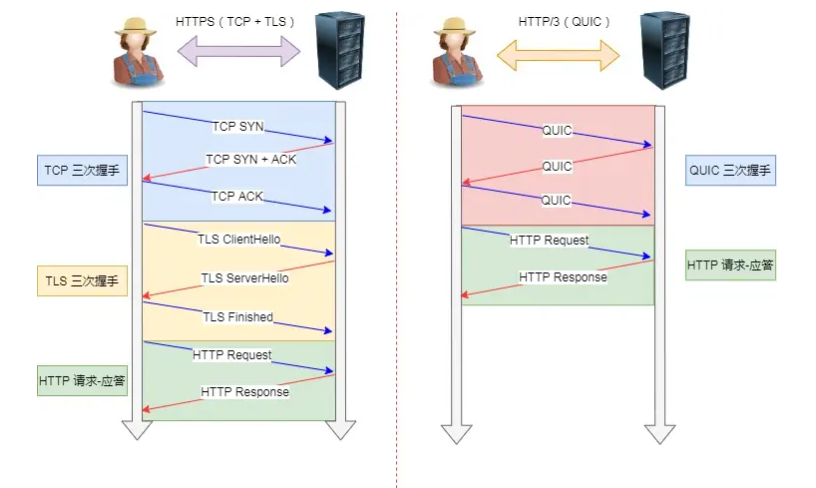 HTTPS（TCP + TLS）
TCP 三次握手
TCP SYN
TCP SYN + ACK
TCP ACK
TLS 三次握手
TLS ClientHello
TLS ServerHello
TLS Finished
HTTP 请求-应答
HTTP Request
HTTP Response
HTTP/3（QUIC）
QUIC
QUIC
QUIC
QUIC 三次握手
HTTP Request
HTTP Response
HTTP 请求-应答